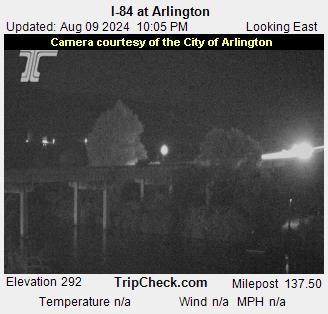 I-84 at Arlington
Updated: Aug 09 2024 10:05 PM Looking East
Camera courtesy of the City of Arlington
Elevation 292 TripCheck.com Milepost 137.50
Temperature n/a Wind n/a MPH n/a